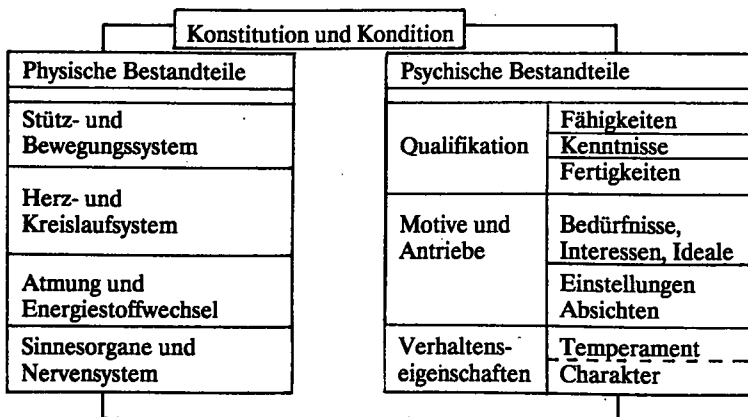 Konstitution und Kondition
Physische Bestandteile
Stütz- und
Bewegungssystem
Herz- und
Kreislaufsystem
Atmung und
Energiestoffwechsel
Sinnesorgane und
Nervensystem
Psychische Bestandteile
Qualifikation
Fähigkeiten
Kenntnisse
Fertigkeiten
Motive und
Antriebe
Bedürfnisse,
Interessen, Ideale
Einstellungen
Absichten
Verhaltens-
eigenschaften
Temperament
Charakter